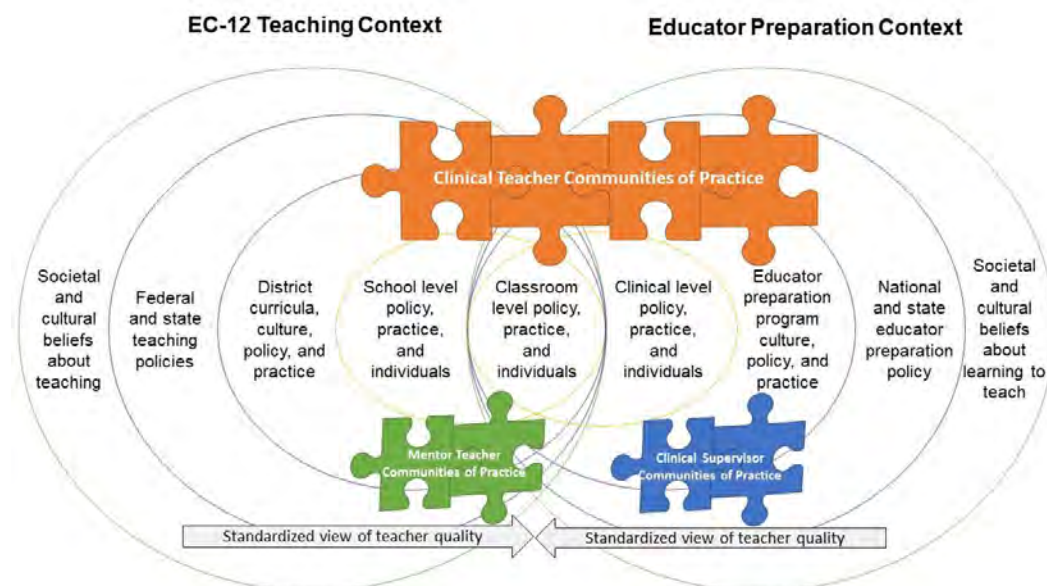 EC-12 Teaching Context
Educator Preparation Context
Clinical Teacher Communities of Practice
Societal
and
cultural
beliefs
about
teaching
Federal
and state
teaching
policies
District
curricula,
culture,
policy, and
practice
School level
policy,
practice,
and
individuals
Classroom
level policy,
practice, and
individuals
Clinical level
policy,
practice, and
individuals
Educator
preparation
program
culture,
policy, and
practice
National
and state
educator
preparation
policy
Societal
and
cultural
beliefs
about
learning to
teach
Mentor Teacher
Communities of Practice
Clinical Supervisor
Communities of Practice
Standardized view of teacher quality
Standardized view of teacher quality